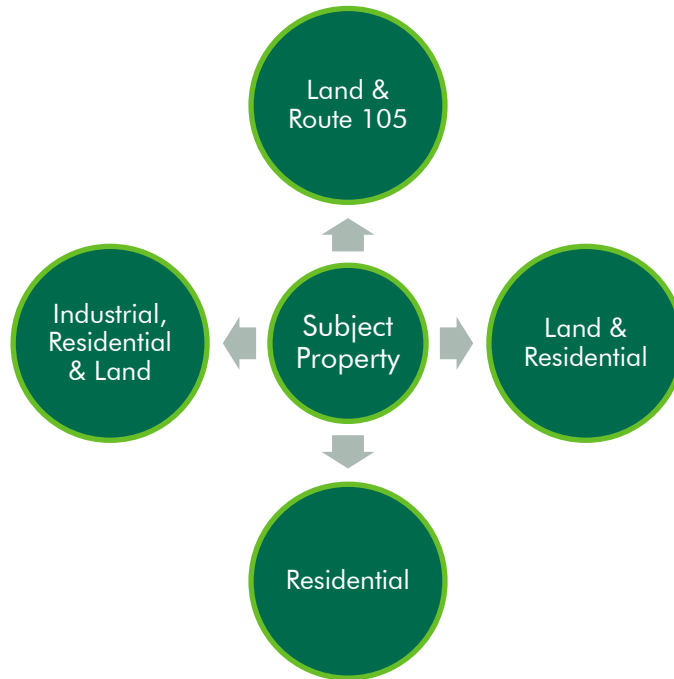 Land &
Route 105
Industrial,
Residential
& Land
Subject
Property
Land &
Residential
Residential